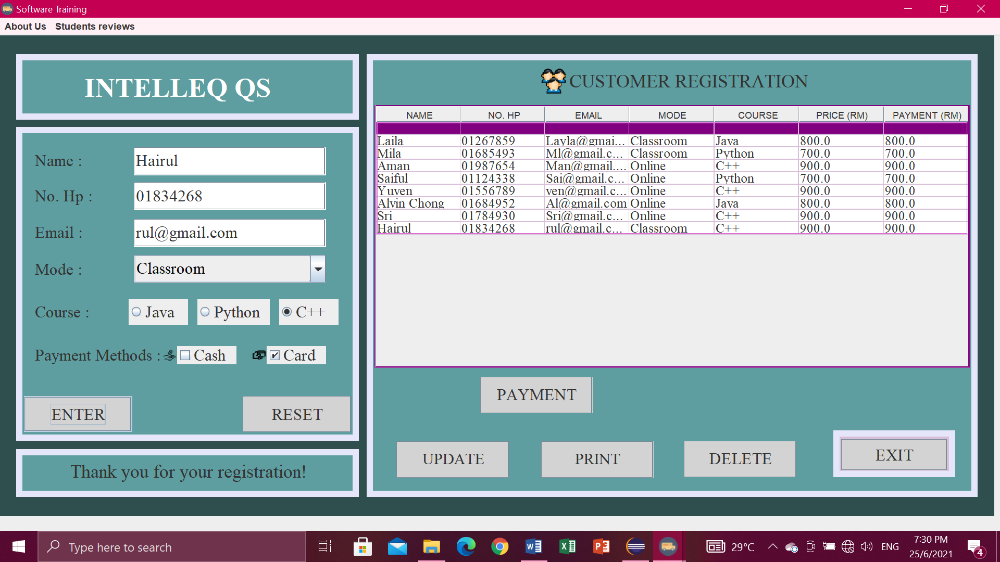 Software Training
About Us Students reviews
INTELLEQ QS
Name : Hairul
No. Hp : 01834268
Email : rul@gmail.com
Mode : Classroom
Course : Java Python C++
Payment Methods : Cash Card
ENTER RESET
Thank you for your registration!
CUSTOMER REGISTRATION
NAME NO. HP EMAIL MODE COURSE PRICE (RM) PAYMENT (RM)
Laila 01267859 Layla@gmai... Classroom Java 800.0 800.0
Mila 01685493 Ml@gmail.c... Classroom Python 700.0 700.0
Aman 01987654 Man@gmail.... Online C++ 900.0 900.0
Saiful 01124338 Sai@gmail.c... Online Python 700.0 700.0
Yuven 01556789 ven@gmail.c... Online C++ 900.0 900.0
Alvin Chong 01684952 Al@gmail.com Online Java 800.0 800.0
Sri 01784930 Sri@gmail.c... Online C++ 900.0 900.0
Hairul 01834268 rul@gmail.c... Classroom C++ 900.0 900.0
PAYMENT
UPDATE PRINT DELETE EXIT
Type here to search
29°C
ENG
7:30 PM
25/6/2021
4